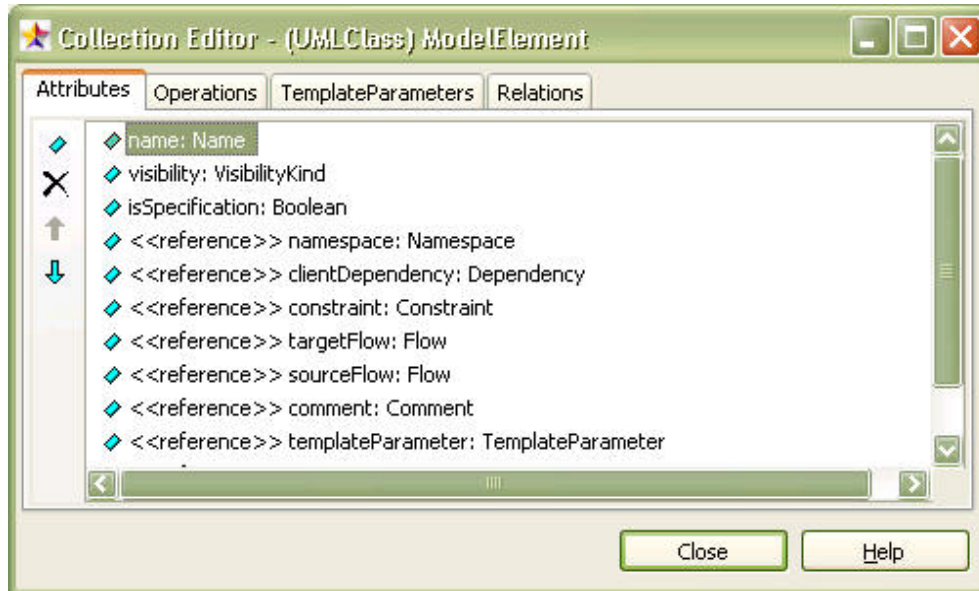 Collection Editor - (UMLClass) ModelElement
Attributes Operations TemplateParameters Relations
name: Name
visibility: VisibilityKind
isSpecification: Boolean
<<reference>> namespace: Namespace
<<reference>> clientDependency: Dependency
<<reference>> constraint: Constraint
<<reference>> targetFlow: Flow
<<reference>> sourceFlow: Flow
<<reference>> comment: Comment
<<reference>> templateParameter: TemplateParameter
Close Help